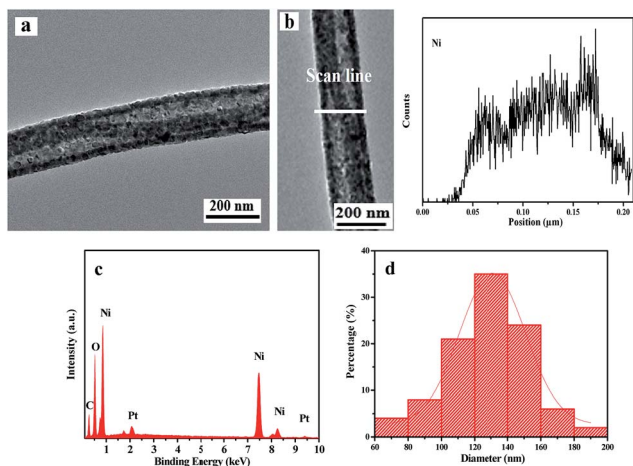 a
200 nm
b
Scan line
200 nm
Ni
Counts
0.00 0.05 0.10 0.15 0.20
Position (µm)
c
Ni
O
C
Pt
Ni
Ni
Pt
Intensity (a.u.)
1 2 3 4 5 6 7 8 9 10
Binding Energy (keV)
d
40
30
20
10
0
Percentage (%)
60 80 100 120 140 160 180 200
Diameter (nm)